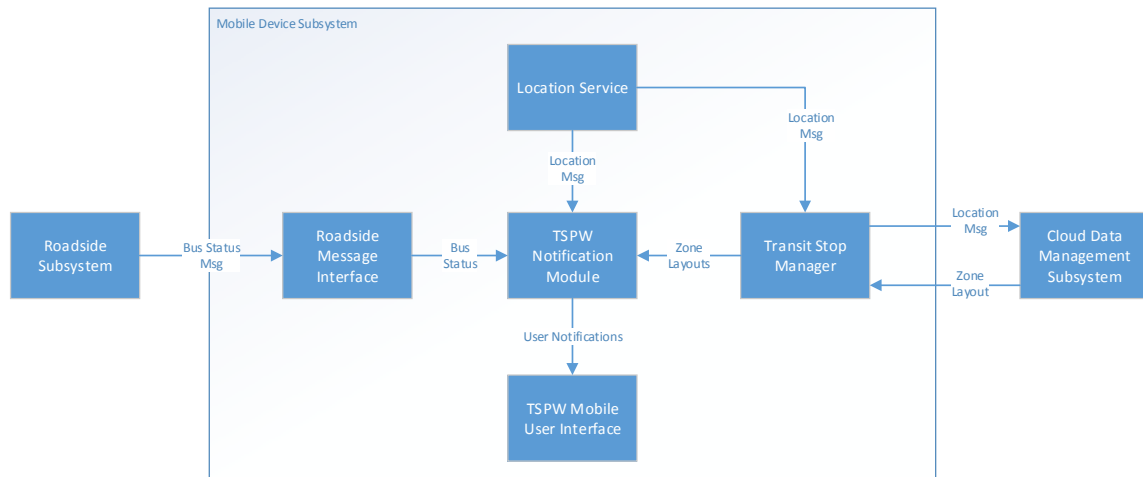 Mobile Device Subsystem
Location Service
Location
Msg
Location
Msg
Roadside
Subsystem
Bus Status
Msg
Roadside
Message
Interface
Bus
Status
TSPW
Notification
Module
Zone
Layouts
Transit Stop
Manager
Location
Msg
Zone
Layout
Cloud Data
Management
Subsystem
User Notifications
TSPW Mobile
User Interface